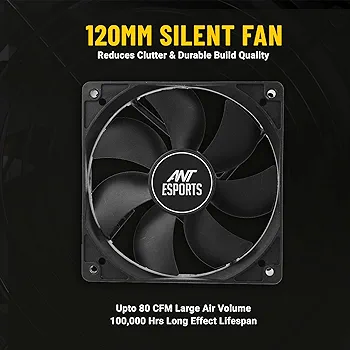 120MM SILENT FAN
Reduces Clutter & Durable Build Quality
ANT
ESPORTS
Upto 80 CFM Large Air Volume
100,000 Hrs Long Effect Lifespan